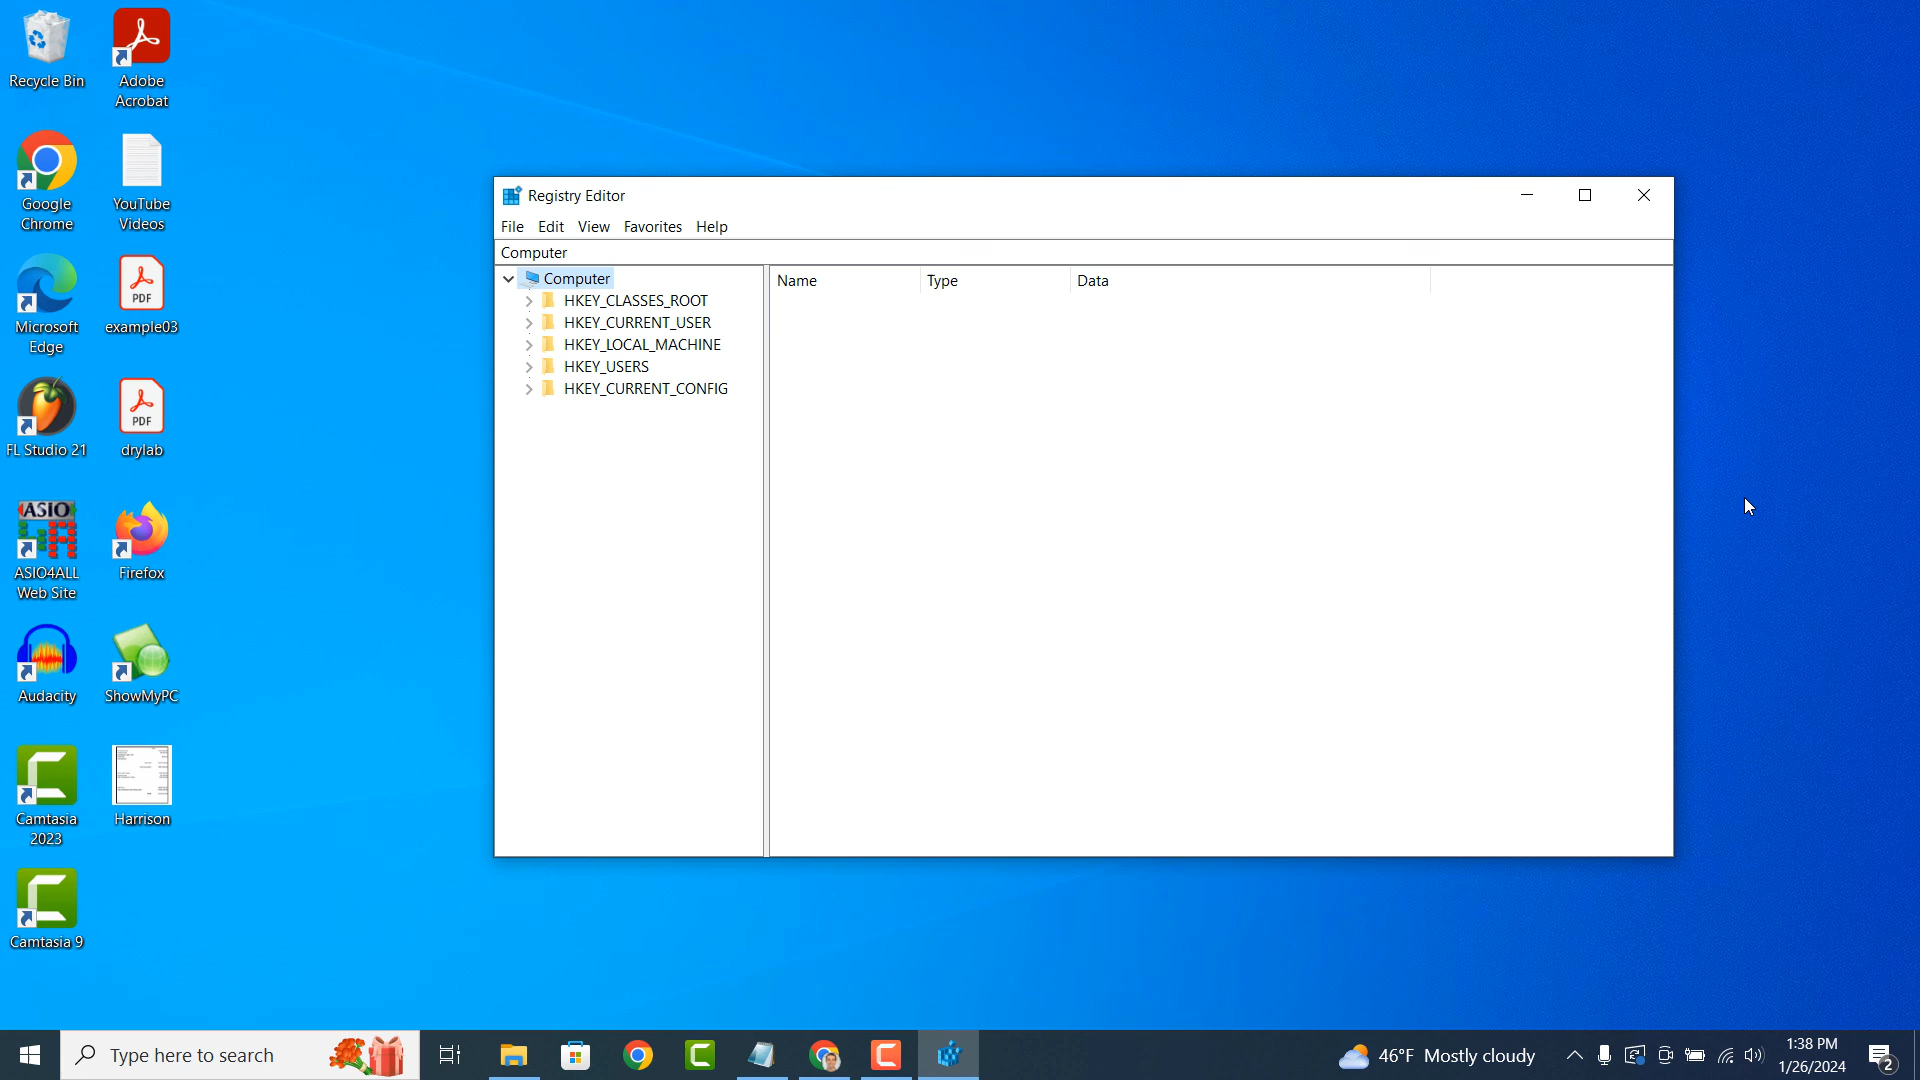 Recycle Bin
Adobe
Acrobat
Google
Chrome
YouTube
Videos
Microsoft
Edge
PDF
example03
FL Studio 21
PDF
drylab
ASIO
ASIO4ALL
Web Site
Firefox
Audacity
ShowMyPC
Camtasia
2023
Harrison
Camtasia 9
Registry Editor
File Edit View Favorites Help
Computer
Computer
HKEY_CLASSES_ROOT
HKEY_CURRENT_USER
HKEY_LOCAL_MACHINE
HKEY_USERS
HKEY_CURRENT_CONFIG
Name Type Data
Type here to search
46°F Mostly cloudy
1:38 PM
1/26/2024
2